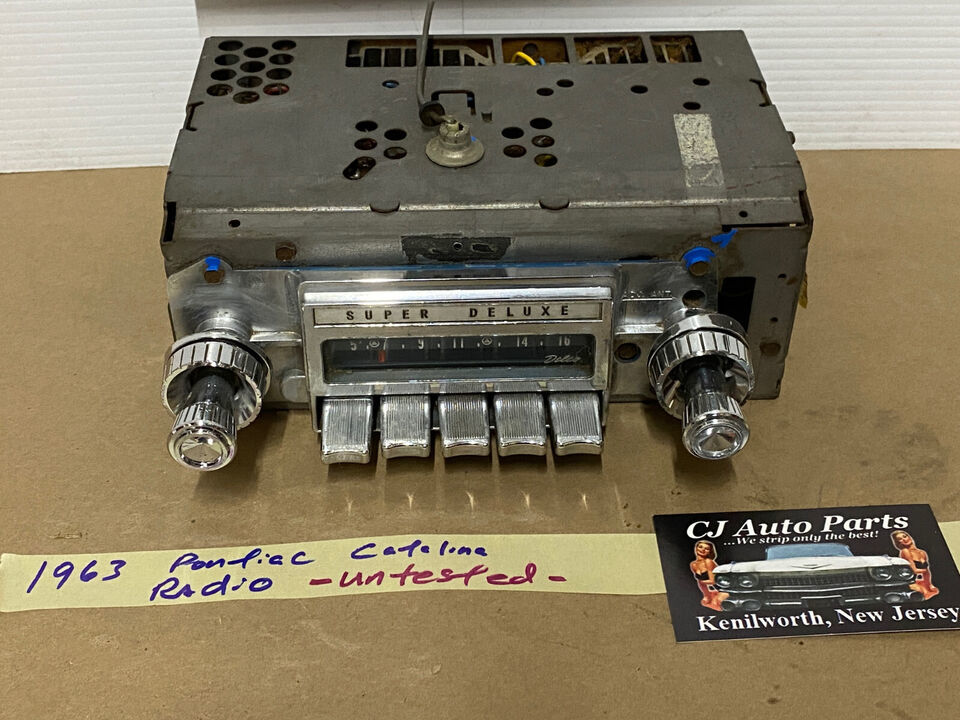 ANT
SUPER DELUXE
5 7 9 11 14 16
Delco
1963 Pontiac Catalina
Radio -untested-
CJ Auto Parts
...We strip only the best!
Kenilworth, New Jersey